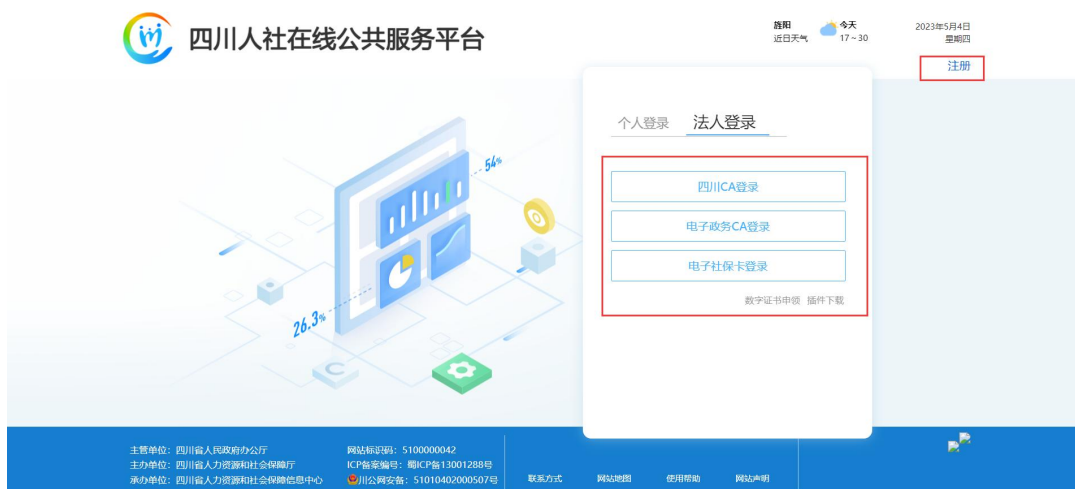 四川人社在线公共服务平台
旌阳
近日天气
今天
17~30
2023年5月4日
星期四
注册
个人登录 法人登录
四川CA登录
电子政务CA登录
电子社保卡登录
数字证书申领 插件下载
54%
26.3%
主管单位：四川省人民政府办公厅
主办单位：四川省人力资源和社会保障厅
承办单位：四川省人力资源和社会保障信息中心
网站标识码：5100000042
ICP备案编号：蜀ICP备13001288号
川公网安备：51010402000507号
联系方式 网站地图 使用帮助 网站声明